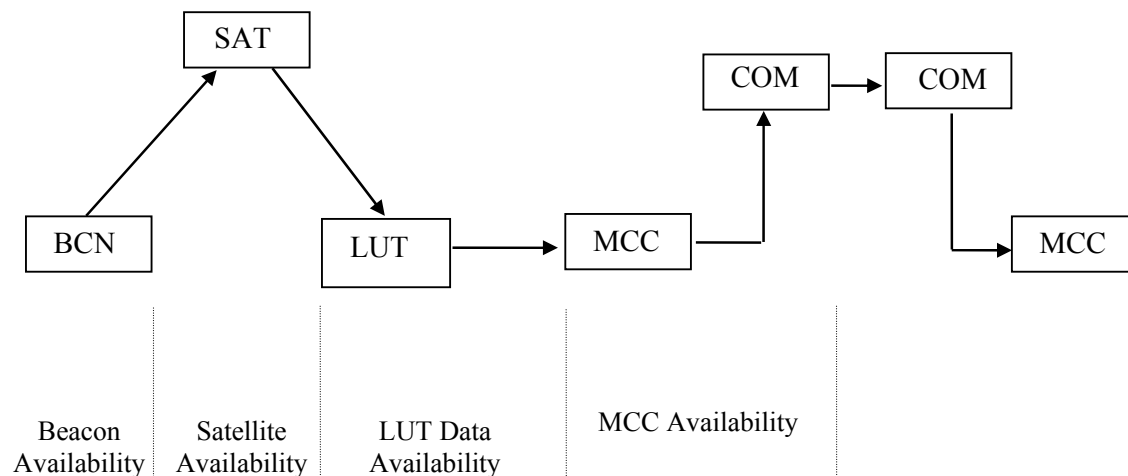 SAT
COM
COM
BCN
LUT
MCC
MCC
Beacon
Availability
Satellite
Availability
LUT Data
Availability
MCC Availability